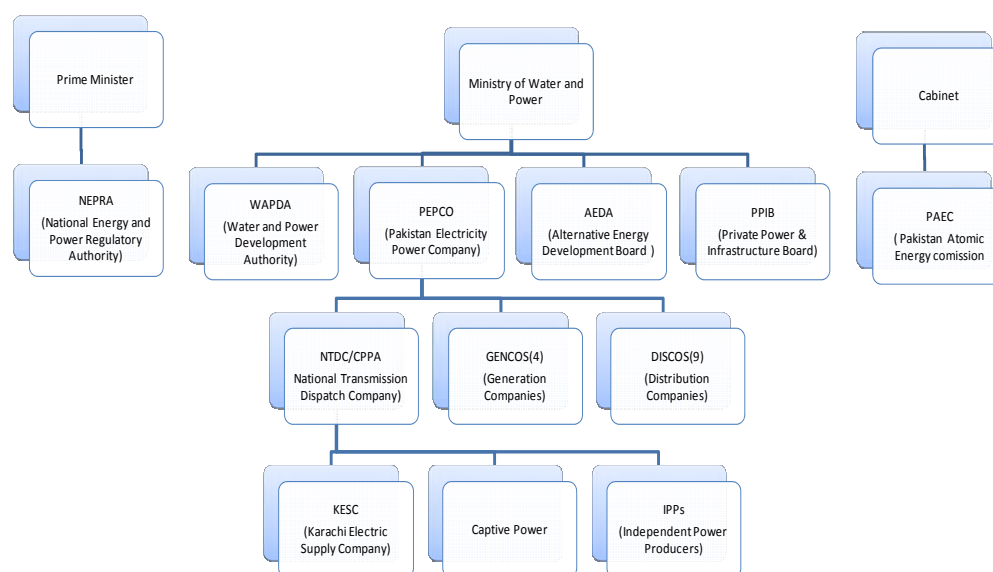 Prime Minister
Ministry of Water and
Power
Cabinet
NEPRA
(National Energy and
Power Regulatory
Authority)
WAPDA
(Water and Power
Development
Authority)
PEPCO
(Pakistan Electricity
Power Company)
AEDA
(Alternative Energy
Development Board )
PPIB
(Private Power &
Infrastructure Board)
PAEC
( Pakistan Atomic
Energy comission
NTDC/CPPA
National Transmission
Dispatch Company)
GENCOS(4)
(Generation
Companies)
DISCOS(9)
(Distribution
Companies)
KESC
(Karachi Electric
Supply Company)
Captive Power
IPPs
(Independent Power
Producers)